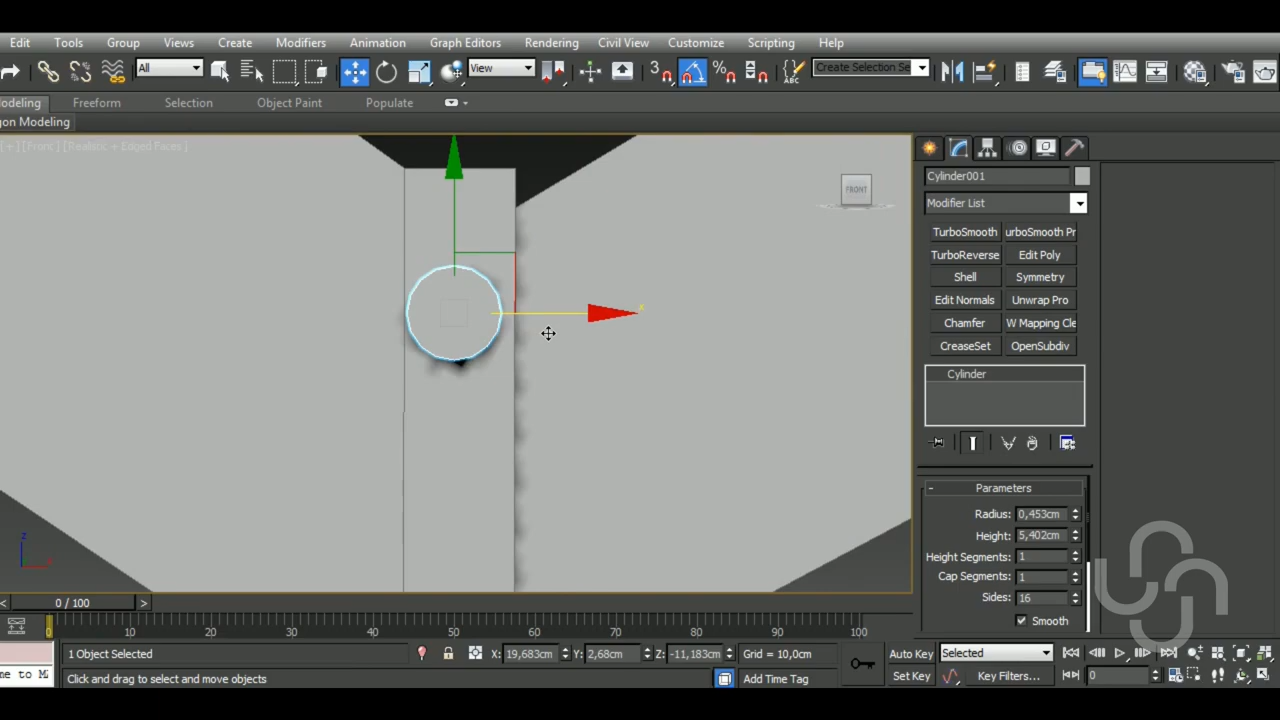 Edit Tools Group Views Create Modifiers Animation Graph Editors Rendering Civil View Customize Scripting Help
All View 3 Create Selection Se
odeling Freeform Selection Object Paint Populate
gon Modeling
[ + ] [ Front ] [ Realistic + Edged Faces ]
FRONT
x
z
Cylinder001
Modifier List
TurboSmooth urboSmooth Pr
TurboReverse Edit Poly
Shell Symmetry
Edit Normals Unwrap Pro
Chamfer W Mapping Cle
CreaseSet OpenSubdiv
Cylinder
- Parameters
Radius: 0,453cm
Height: 5,402cm
Height Segments: 1
Cap Segments: 1
Sides: 16
Smooth
< 0 / 100 >
0 10 20 30 40 50 60 70 80 90 100
1 Object Selected X: 19,683cm Y: 2,68cm Z: -11,183cm Grid = 10,0cm Auto Key Selected
me to M Click and drag to select and move objects Add Time Tag Set Key Key Filters... 0